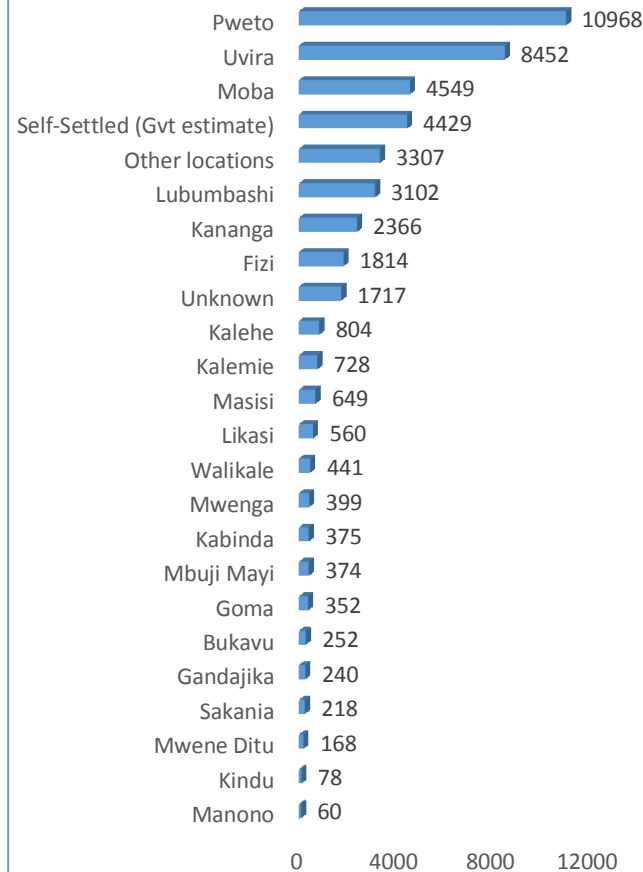 Pweto 10968
Uvira 8452
Moba 4549
Self-Settled (Gvt estimate) 4429
Other locations 3307
Lubumbashi 3102
Kananga 2366
Fizi 1814
Unknown 1717
Kalehe 804
Kalemie 728
Masisi 649
Likasi 560
Walikale 441
Mwenga 399
Kabinda 375
Mbuji Mayi 374
Goma 352
Bukavu 252
Gandajika 240
Sakania 218
Mwene Ditu 168
Kindu 78
Manono 60
0 4000 8000 12000